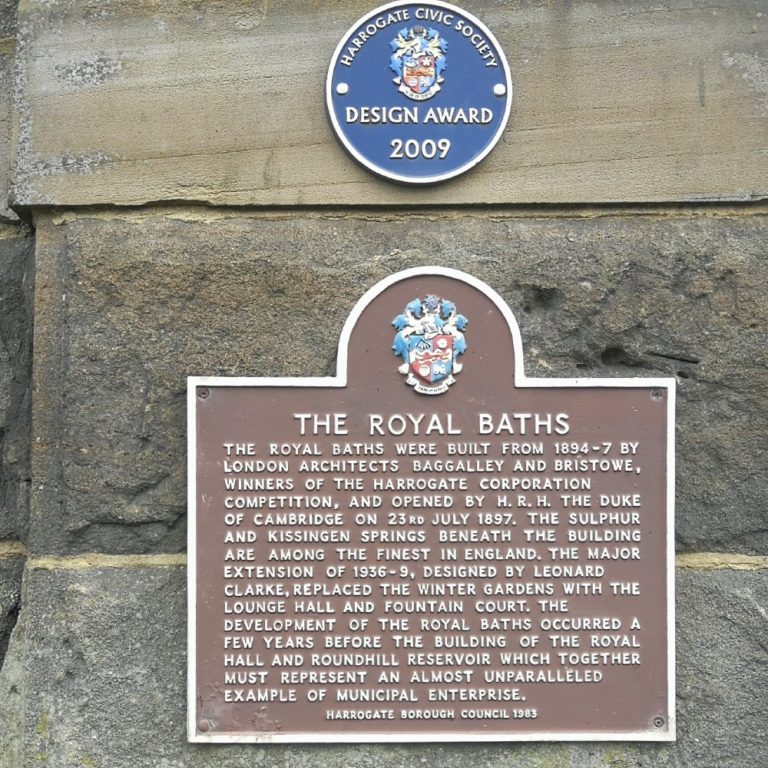 HARROGATE CIVIC SOCIETY
DESIGN AWARD
2009
THE ROYAL BATHS
THE ROYAL BATHS WERE BUILT FROM 1894-7 BY
LONDON ARCHITECTS BAGGALLEY AND BRISTOWE,
WINNERS OF THE HARROGATE CORPORATION
COMPETITION, AND OPENED BY H.R.H. THE DUKE
OF CAMBRIDGE ON 23RD JULY 1897. THE SULPHUR
AND KISSINGEN SPRINGS BENEATH THE BUILDING
ARE AMONG THE FINEST IN ENGLAND. THE MAJOR
EXTENSION OF 1936-9, DESIGNED BY LEONARD
CLARKE, REPLACED THE WINTER GARDENS WITH THE
LOUNGE HALL AND FOUNTAIN COURT. THE
DEVELOPMENT OF THE ROYAL BATHS OCCURRED A
FEW YEARS BEFORE THE BUILDING OF THE ROYAL
HALL AND ROUNDHILL RESERVOIR WHICH TOGETHER
MUST REPRESENT AN ALMOST UNPARALLELED
EXAMPLE OF MUNICIPAL ENTERPRISE.
HARROGATE BOROUGH COUNCIL 1983